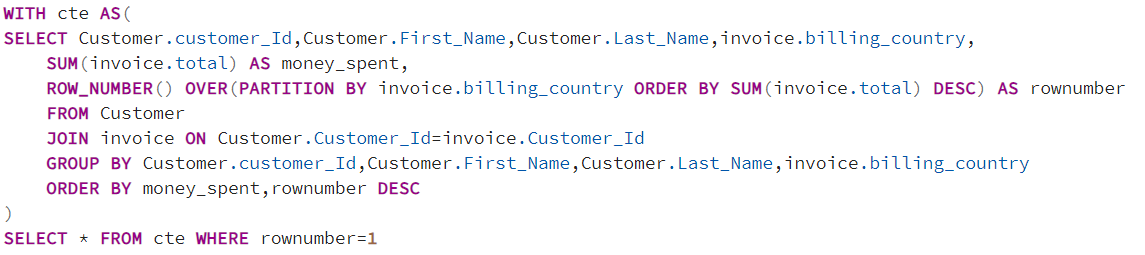 WITH cte AS(
SELECT Customer.customer_Id,Customer.First_Name,Customer.Last_Name,invoice.billing_country,
    SUM(invoice.total) AS money_spent,
    ROW_NUMBER() OVER(PARTITION BY invoice.billing_country ORDER BY SUM(invoice.total) DESC) AS rownumber
    FROM Customer
    JOIN invoice ON Customer.Customer_Id=invoice.Customer_Id
    GROUP BY Customer.customer_Id,Customer.First_Name,Customer.Last_Name,invoice.billing_country
    ORDER BY money_spent,rownumber DESC
)
SELECT * FROM cte WHERE rownumber=1